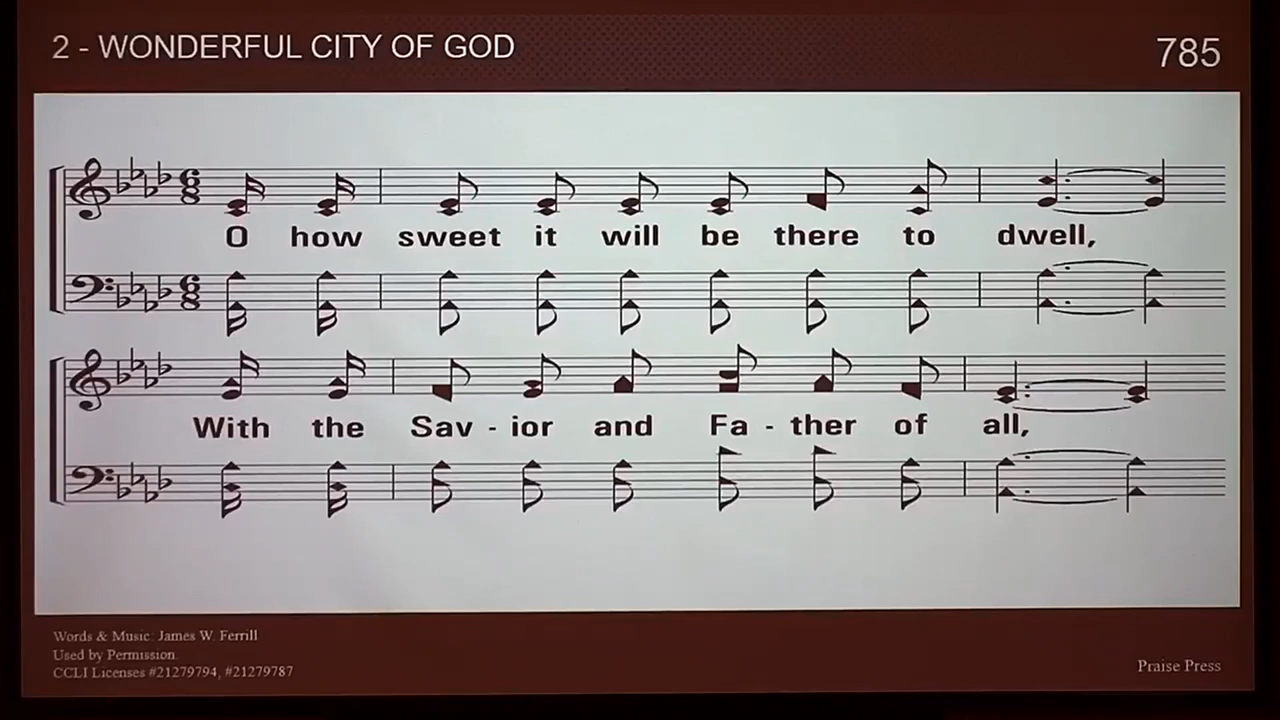 2 - WONDERFUL CITY OF GOD
785
O how sweet it will be there to dwell,
With the Sav - ior and Fa - ther of all,
Words & Music: James W. Ferrill
Used by Permission.
CCLI Licenses #21279794, #21279787
Praise Press